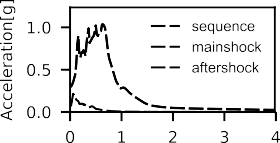 Acceleration[g]
1.0
0.5
0.0
sequence
mainshock
aftershock
0 1 2 3 4